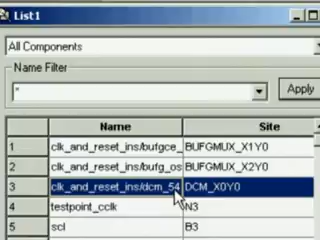 List1
All Components
Name Filter
*
Apply
Name Site
1 clk_and_reset_ins/bufgce_ BUFGMUX_X1Y0
2 clk_and_reset_ins/bufg_os BUFGMUX_X2Y0
3 clk_and_reset_ins/dcm_54 DCM_X0Y0
4 testpoint_cclk N3
5 scl B3